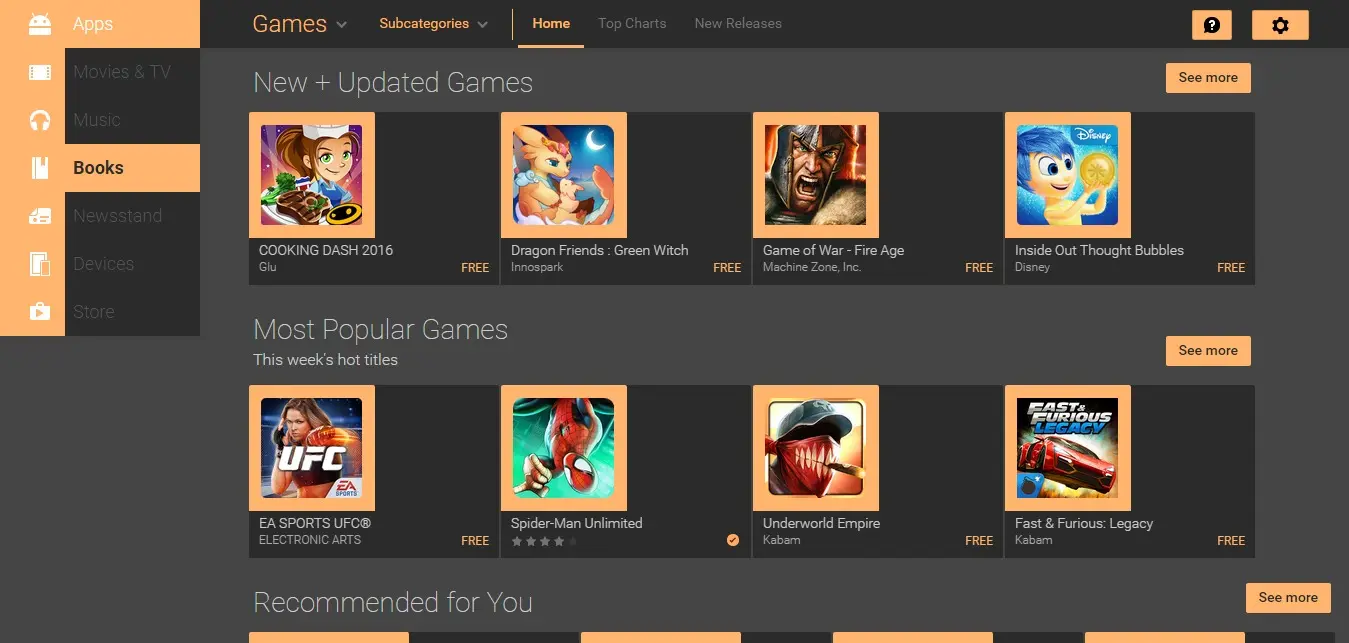 Apps
Movies & TV
Music
Books
Newsstand
Devices
Store
Games
Subcategories
Home
Top Charts
New Releases
New + Updated Games
See more
COOKING DASH 2016
Glu
FREE
Dragon Friends : Green Witch
Innospark
FREE
Game of War - Fire Age
Machine Zone, Inc.
FREE
Disney
Inside Out Thought Bubbles
Disney
FREE
Most Popular Games
This week's hot titles
See more
UFC
EA
SPORTS
EA SPORTS UFC®
ELECTRONIC ARTS
FREE
Spider-Man Unlimited
Underworld Empire
Kabam
FREE
FAST &
FURIOUS
LEGACY
Fast & Furious: Legacy
Kabam
FREE
Recommended for You
See more